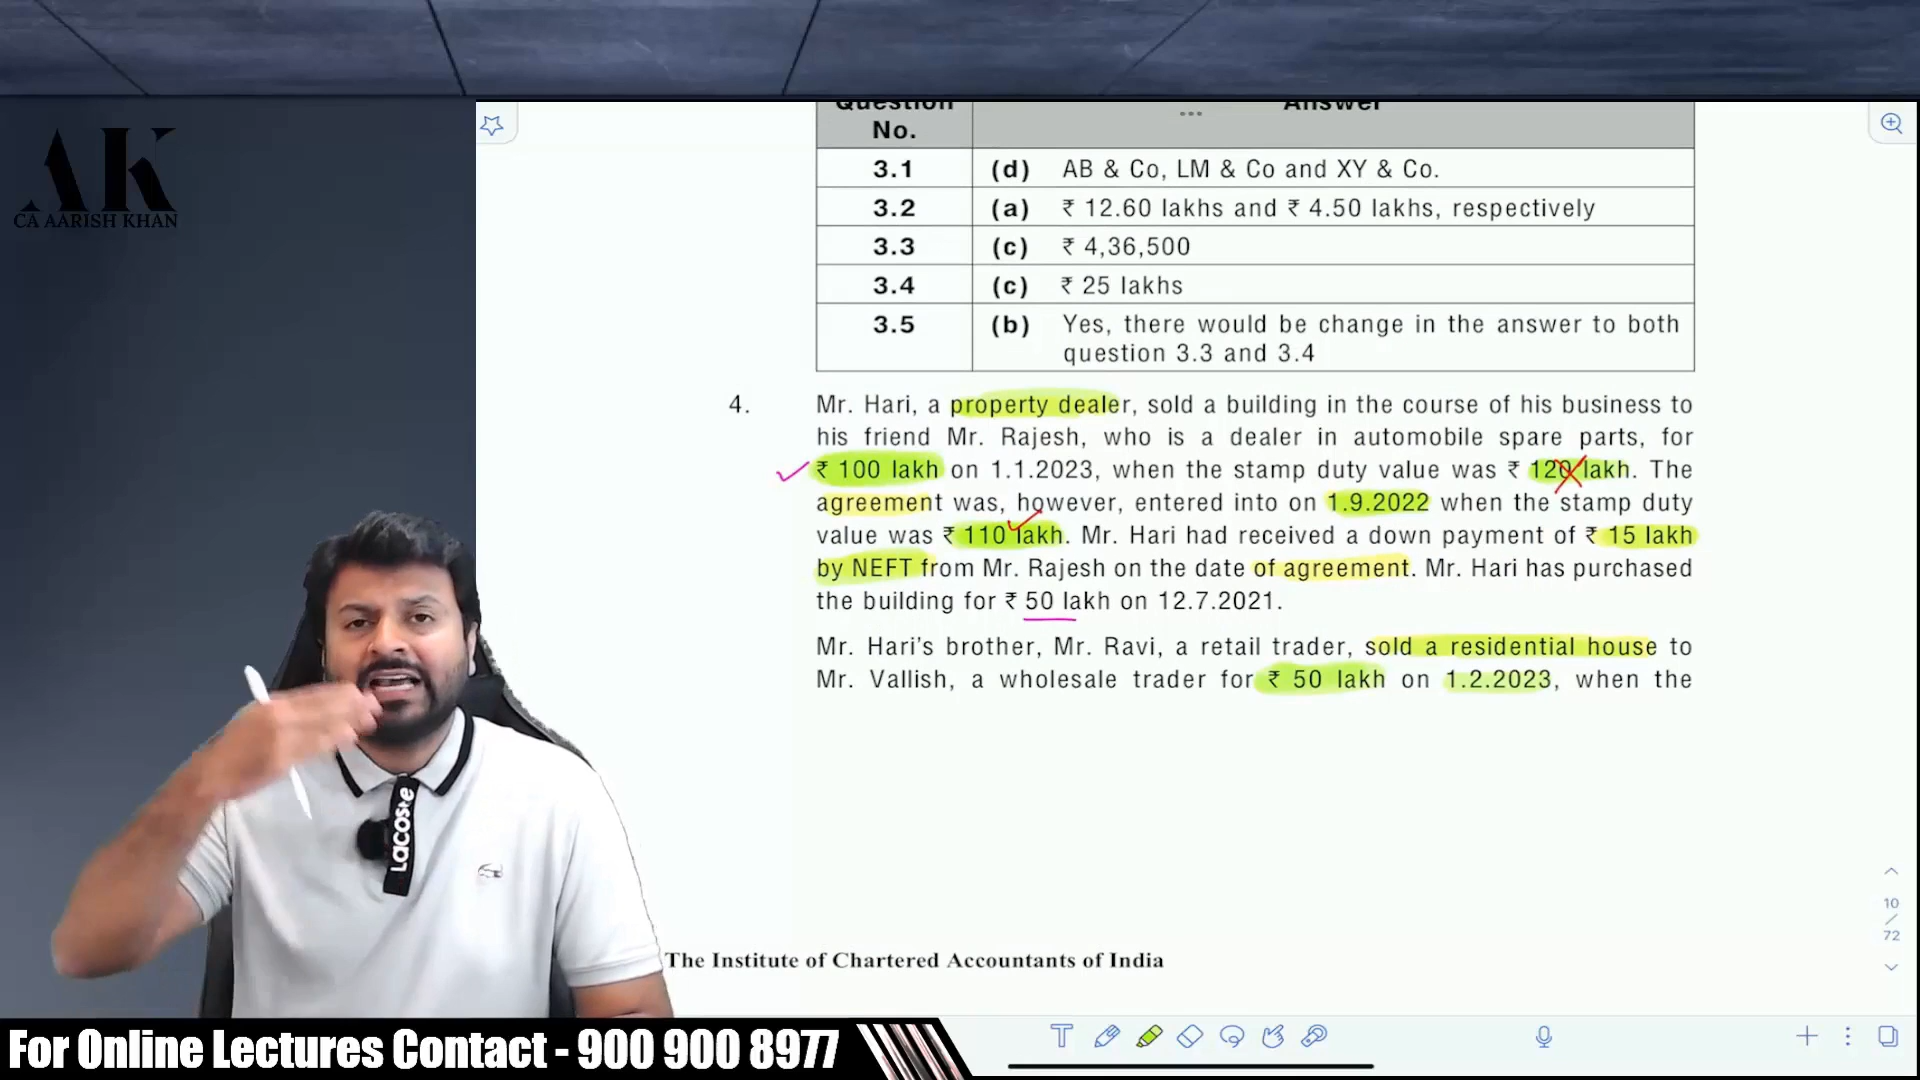 AK
CA AARISH KHAN
Question
No.
Answer
3.1 (d) AB & Co, LM & Co and XY & Co.
3.2 (a) ₹ 12.60 lakhs and ₹ 4.50 lakhs, respectively
3.3 (c) ₹ 4,36,500
3.4 (c) ₹ 25 lakhs
3.5 (b) Yes, there would be change in the answer to both
question 3.3 and 3.4
4. Mr. Hari, a property dealer, sold a building in the course of his business to
his friend Mr. Rajesh, who is a dealer in automobile spare parts, for
₹ 100 lakh on 1.1.2023, when the stamp duty value was ₹ 120 lakh. The
agreement was, however, entered into on 1.9.2022 when the stamp duty
value was ₹ 110 lakh. Mr. Hari had received a down payment of ₹ 15 lakh
by NEFT from Mr. Rajesh on the date of agreement. Mr. Hari has purchased
the building for ₹ 50 lakh on 12.7.2021.
Mr. Hari's brother, Mr. Ravi, a retail trader, sold a residential house to
Mr. Vallish, a wholesale trader for ₹ 50 lakh on 1.2.2023, when the
10
/
72
LACOSTE
The Institute of Chartered Accountants of India
T
For Online Lectures Contact - 900 900 8977